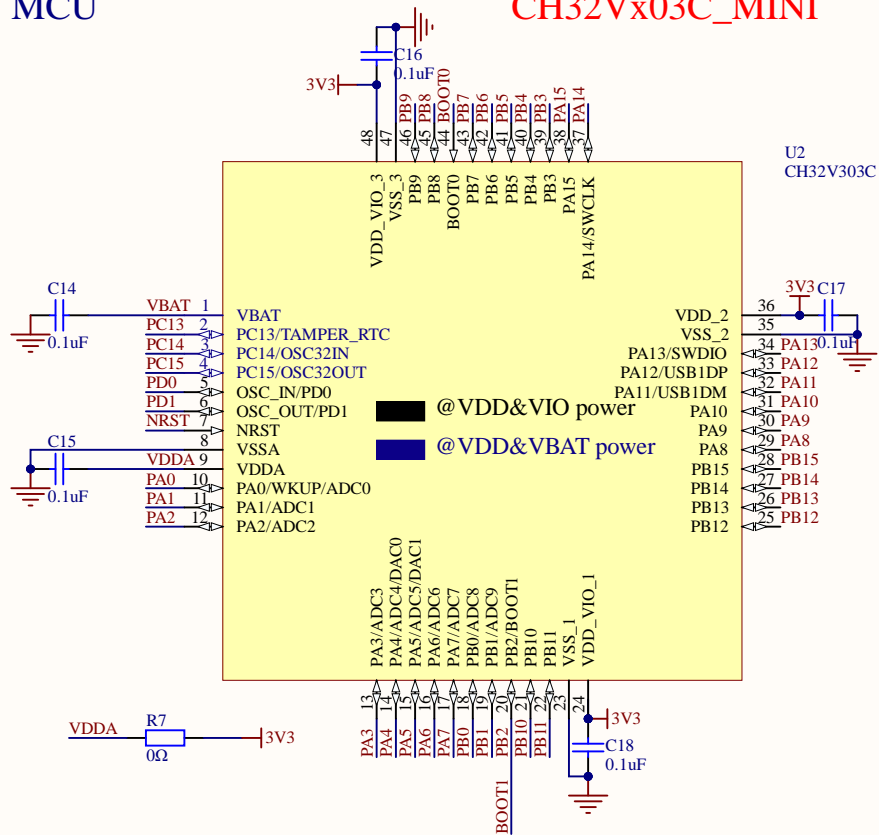 MCU
CH32Vx03C_MINI
C16
0.1uF
3V3
PB9
PB8
BOOT0
PB7
PB6
PB5
PB4
PB3
PA15
PA14
48
47
46
45
44
43
42
41
40
39
38
37
U2
CH32V303C
VDD_VIO_3
VSS_3
PB9
PB8
BOOT0
PB7
PB6
PB5
PB4
PB3
PA15
PA14/SWCLK
C14
0.1uF
VBAT 1 VBAT
PC13 2 PC13/TAMPER_RTC
PC14 3 PC14/OSC32IN
PC15 4 PC15/OSC32OUT
PD0 5 OSC_IN/PD0
PD1 6 OSC_OUT/PD1
NRST 7 NRST
8 VSSA
C15
0.1uF
VDDA 9 VDDA
PA0 10 PA0/WKUP/ADC0
PA1 11 PA1/ADC1
PA2 12 PA2/ADC2
@VDD&VIO power
@VDD&VBAT power
3V3 C17
0.1uF
VDD_2 36
VSS_2 35
PA13/SWDIO 34 PA13
PA12/USB1DP 33 PA12
PA11/USB1DM 32 PA11
PA10 31 PA10
PA9 30 PA9
PA8 29 PA8
PB15 28 PB15
PB14 27 PB14
PB13 26 PB13
PB12 25 PB12
PA3/ADC3
PA4/ADC4/DAC0
PA5/ADC5/DAC1
PA6/ADC6
PA7/ADC7
PB0/ADC8
PB1/ADC9
PB2/BOOT1
PB10
PB11
VSS_1
VDD_VIO_1
13
14
15
16
17
18
19
20
21
22
23
24
PA3
PA4
PA5
PA6
PA7
PB0
PB1
PB2
PB10
PB11
BOOT1
3V3
C18
0.1uF
VDDA
R7
0Ω
3V3